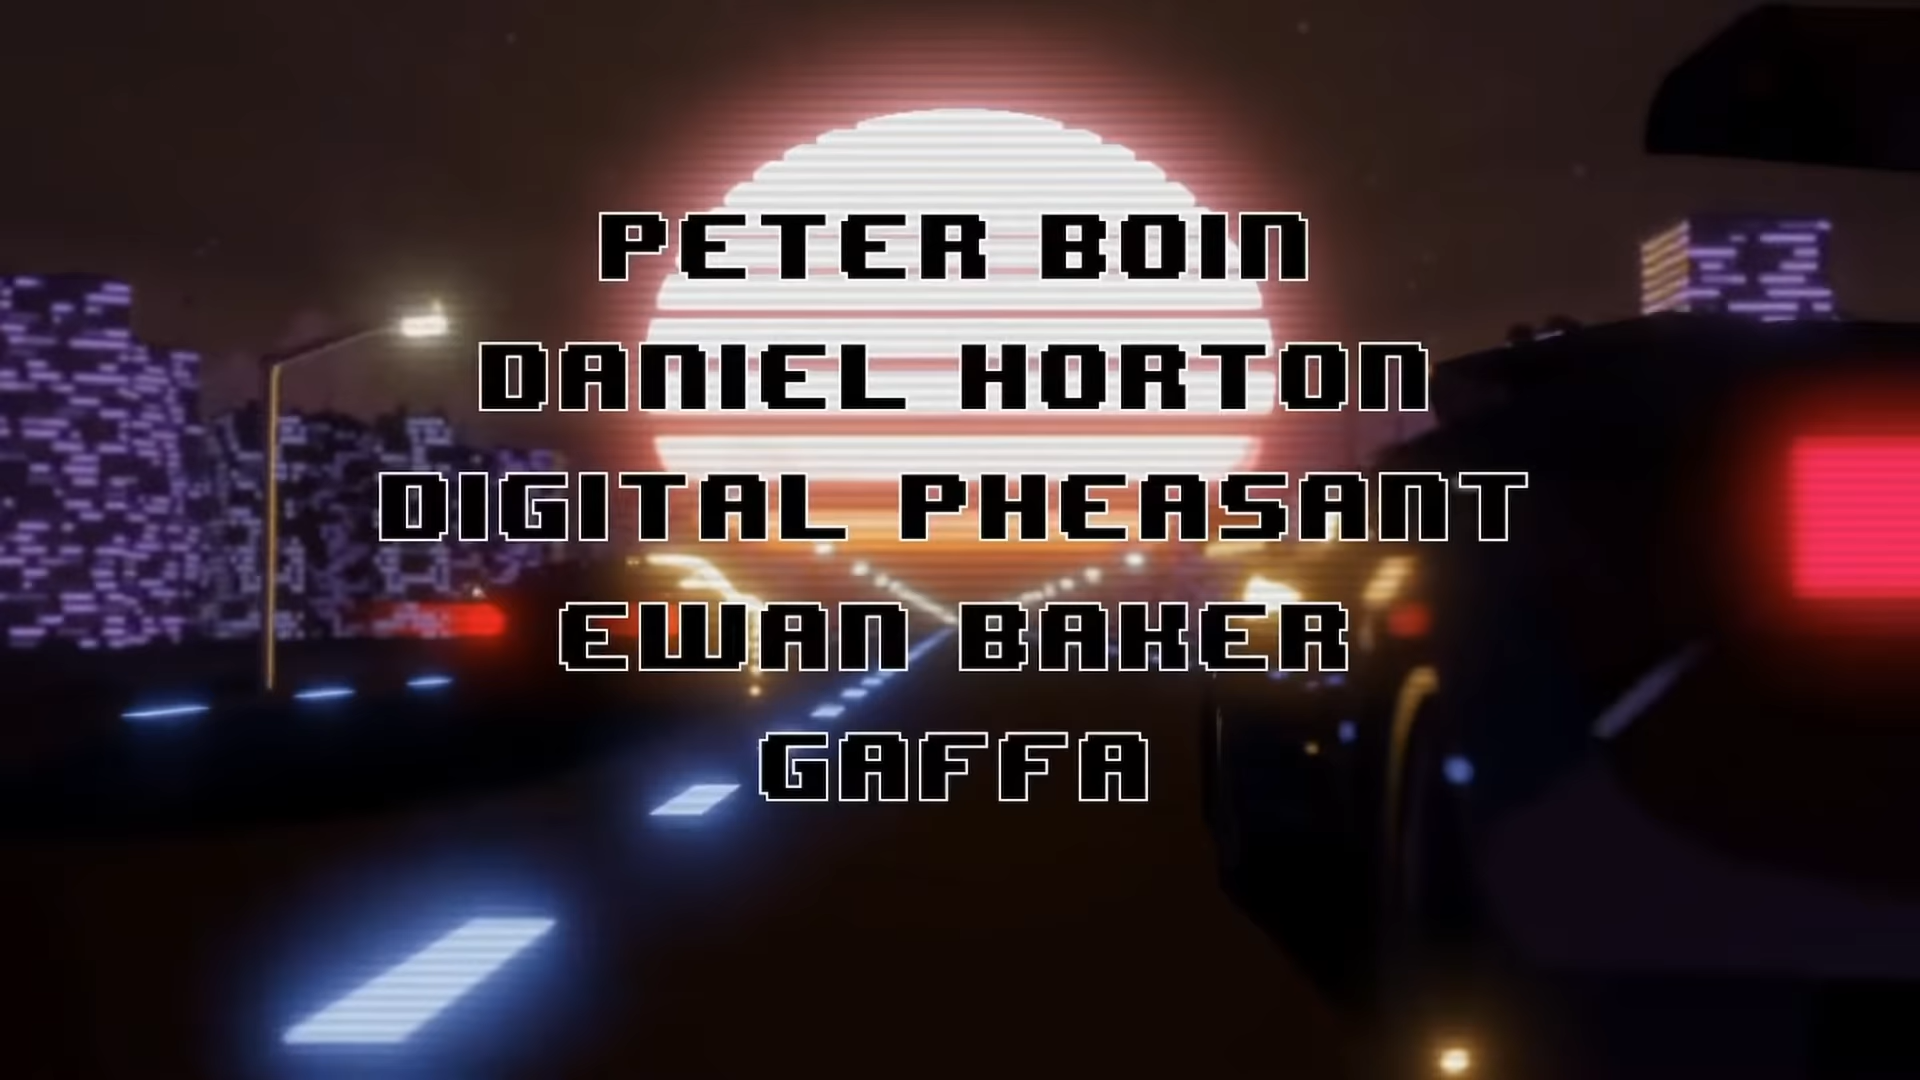 PETER BOIN
DANIEL HORTON
DIGITAL PHEASANT
EWAN BAKER
GAFFA